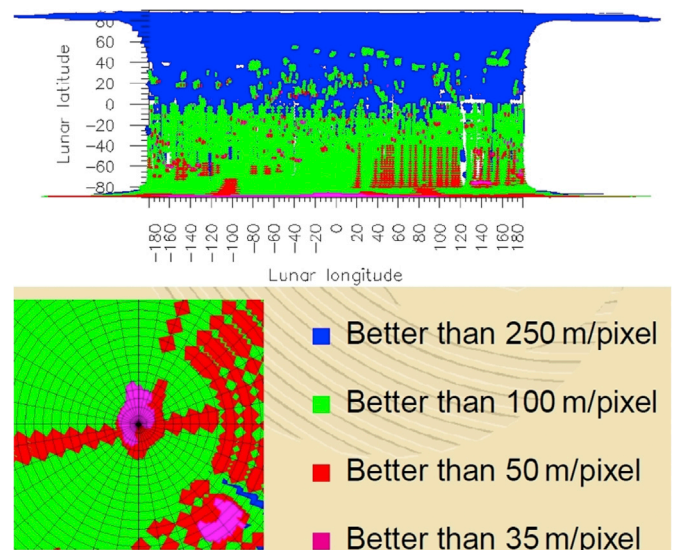 80
60
40
20
0
-20
-40
-60
-80
Lunar latitude
-180 -160 -140 -120 -100 -80 -60 -40 -20 0 20 40 60 80 100 120 140 160 180
Lunar longitude
Better than 250 m/pixel
Better than 100 m/pixel
Better than 50 m/pixel
Better than 35 m/pixel